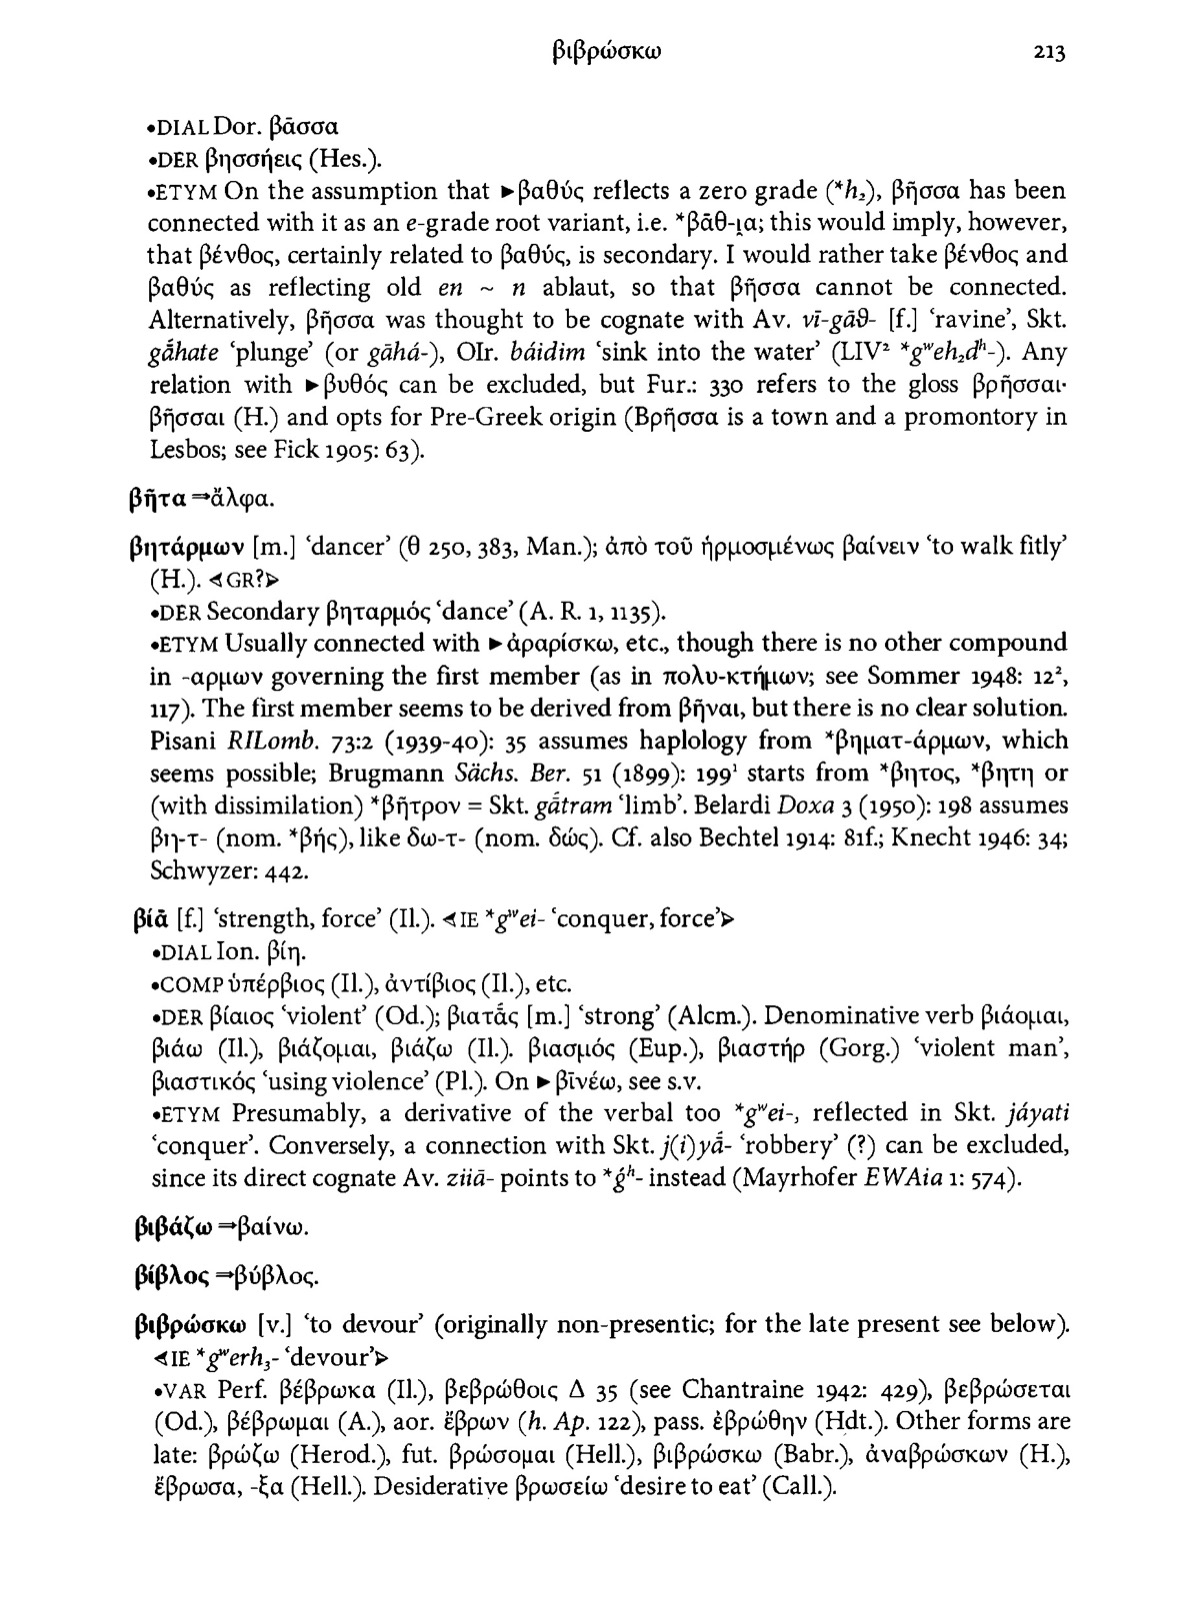 βιβρώσκω 213
•DIAL Dor. βᾶσσα
•DER βησσήεις (Hes.).
•ETYM On the assumption that ►βαθύς reflects a zero grade (*h₂), βῆσσα has been
connected with it as an e-grade root variant, i.e. *βᾱθ-ι̯α; this would imply, however,
that βένθος, certainly related to βαθύς, is secondary. I would rather take βένθος and
βαθύς as reflecting old en ~ n ablaut, so that βῆσσα cannot be connected.
Alternatively, βῆσσα was thought to be cognate with Av. vī-gāϑ- [f.] ‘ravine’, Skt.
gā́hate ‘plunge’ (or gāhá-), OIr. báidim ‘sink into the water’ (LIV² *gʷeh₂dʰ-). Any
relation with ►βυθός can be excluded, but Fur.: 330 refers to the gloss βρῆσσαι·
βῆσσαι (H.) and opts for Pre-Greek origin (Βρῆσσα is a town and a promontory in
Lesbos; see Fick 1905: 63).
βῆτα ⇒ἄλφα.
βητάρμων [m.] ‘dancer’ (θ 250, 383, Man.); ἀπὸ τοῦ ἡρμοσμένως βαίνειν ‘to walk fitly’
(H.). ⊰GR?⊱
•DER Secondary βηταρμός ‘dance’ (A. R. 1, 1135).
•ETYM Usually connected with ►ἀραρίσκω, etc., though there is no other compound
in -αρμων governing the first member (as in πολυ-κτήμων; see Sommer 1948: 12²,
117). The first member seems to be derived from βῆναι, but there is no clear solution.
Pisani RILomb. 73:2 (1939-40): 35 assumes haplology from *βηματ-άρμων, which
seems possible; Brugmann Sächs. Ber. 51 (1899): 199¹ starts from *βητος, *βητη or
(with dissimilation) *βῆτρον = Skt. gā́tram ‘limb’. Belardi Doxa 3 (1950): 198 assumes
βη-τ- (nom. *βής), like δω-τ- (nom. δώς). Cf. also Bechtel 1914: 81f.; Knecht 1946: 34;
Schwyzer: 442.
βίᾱ [f.] ‘strength, force’ (Il.). ⊰IE *gʷei- ‘conquer, force’⊱
•DIAL Ion. βίη.
•COMP ὑπέρβιος (Il.), ἀντίβιος (Il.), etc.
•DER βίαιος ‘violent’ (Od.); βιατά̄ς [m.] ‘strong’ (Alcm.). Denominative verb βιάομαι,
βιάω (Il.), βιάζομαι, βιάζω (Il.). βιασμός (Eup.), βιαστήρ (Gorg.) ‘violent man’,
βιαστικός ‘using violence’ (Pl.). On ►βῑνέω, see s.v.
•ETYM Presumably, a derivative of the verbal too *gʷei-, reflected in Skt. jáyati
‘conquer’. Conversely, a connection with Skt. j(i)yā́- ‘robbery’ (?) can be excluded,
since its direct cognate Av. ziiā- points to *ǵʰ- instead (Mayrhofer EWAia 1: 574).
βιβάζω ⇒βαίνω.
βίβλος ⇒βύβλος.
βιβρώσκω [v.] ‘to devour’ (originally non-presentic; for the late present see below).
⊰IE *gʷerh₃- ‘devour’⊱
•VAR Perf. βέβρωκα (Il.), βεβρώθοις Δ 35 (see Chantraine 1942: 429), βεβρώσεται
(Od.), βέβρωμαι (A.), aor. ἔβρων (h. Ap. 122), pass. ἐβρώθην (Hdt.). Other forms are
late: βρώζω (Herod.), fut. βρώσομαι (Hell.), βιβρώσκω (Babr.), ἀναβρώσκων (H.),
ἔβρωσα, -ξα (Hell.). Desiderative βρωσείω ‘desire to eat’ (Call.).